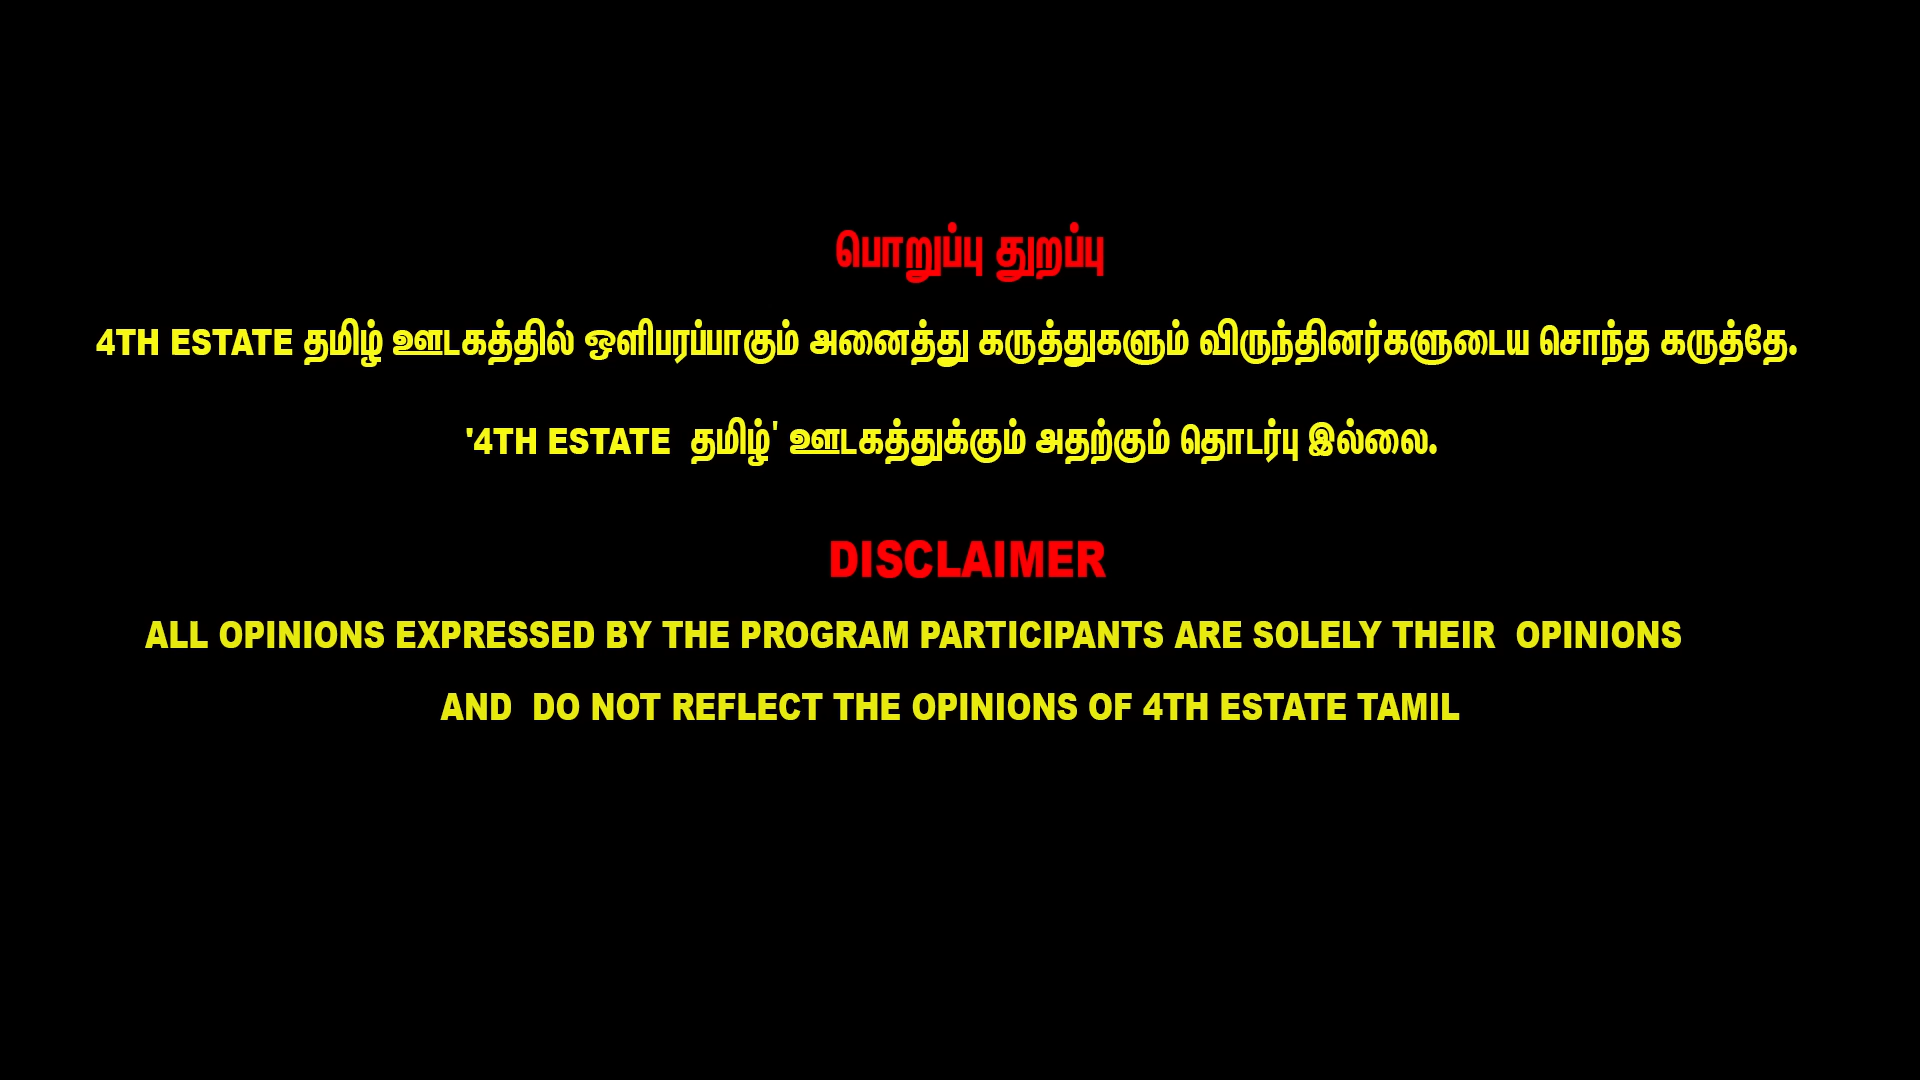 பொறுப்பு துறப்பு
4TH ESTATE தமிழ் ஊடகத்தில் ஒளிபரப்பாகும் அனைத்து கருத்துகளும் விருந்தினர்களுடைய சொந்த கருத்தே.
'4TH ESTATE தமிழ்' ஊடகத்துக்கும் அதற்கும் தொடர்பு இல்லை.
DISCLAIMER
ALL OPINIONS EXPRESSED BY THE PROGRAM PARTICIPANTS ARE SOLELY THEIR OPINIONS
AND DO NOT REFLECT THE OPINIONS OF 4TH ESTATE TAMIL